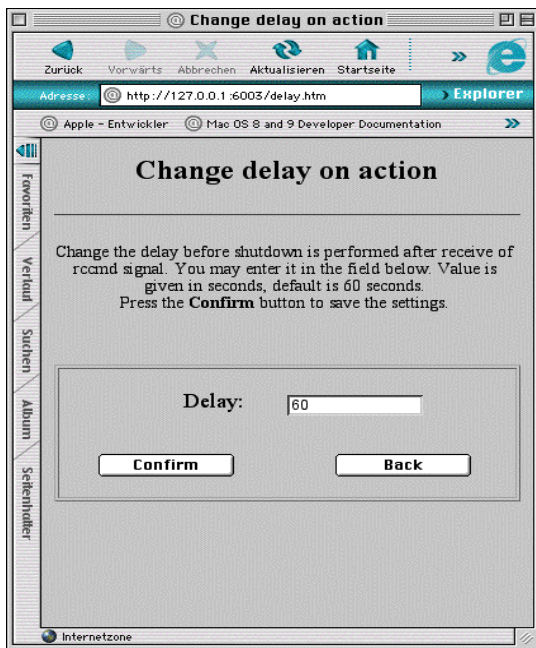 Change delay on action
Zurück Vorwärts Abbrechen Aktualisieren Startseite »
Adresse: http://127.0.0.1:6003/delay.htm › Explorer
Apple - Entwickler Mac OS 8 and 9 Developer Documentation »
Favoriten
Verlauf
Suchen
Album
Seitenhalter
Change delay on action
Change the delay before shutdown is performed after receive of
rccmd signal. You may enter it in the field below. Value is
given in seconds, default is 60 seconds.
Press the Confirm button to save the settings.
Delay: 60
Confirm Back
Internetzone